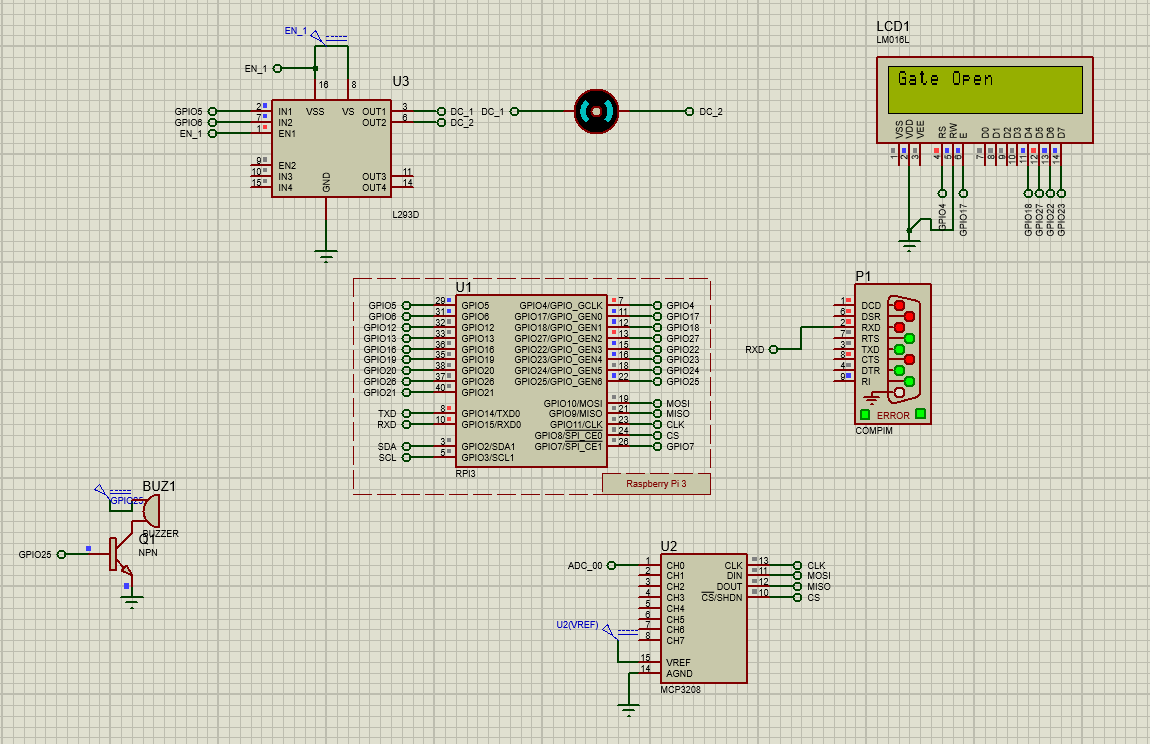 EN_1
EN_1
U3
16 8
GPIO5 2 IN1 VSS VS OUT1 3 DC_1
GPIO6 7 IN2 OUT2 6 DC_2
EN_1 1 EN1
9 EN2
10 IN3 OUT3 11
15 IN4 OUT4 14
GND
L293D
DC_1 DC_2
LCD1
LM016L
Gate Open
VSS VDD VEE RS RW E D0 D1 D2 D3 D4 D5 D6 D7
1 2 3 4 5 6 7 8 9 10 11 12 13 14
GPIO4 GPIO17 GPIO18 GPIO27 GPIO22 GPIO23
U1
GPIO5 29 GPIO5 GPIO4/GPIO_GCLK 7 GPIO4
GPIO6 31 GPIO6 GPIO17/GPIO_GEN0 11 GPIO17
GPIO12 32 GPIO12 GPIO18/GPIO_GEN1 12 GPIO18
GPIO13 33 GPIO13 GPIO27/GPIO_GEN2 13 GPIO27
GPIO16 36 GPIO16 GPIO22/GPIO_GEN3 15 GPIO22
GPIO19 35 GPIO19 GPIO23/GPIO_GEN4 16 GPIO23
GPIO20 38 GPIO20 GPIO24/GPIO_GEN5 18 GPIO24
GPIO26 37 GPIO26 GPIO25/GPIO_GEN6 22 GPIO25
GPIO21 40 GPIO21
GPIO10/MOSI 19 MOSI
TXD 8 GPIO14/TXD0 GPIO9/MISO 21 MISO
RXD 10 GPIO15/RXD0 GPIO11/CLK 23 CLK
GPIO8/SPI_CE0 24 CS
SDA 3 GPIO2/SDA1 GPIO7/SPI_CE1 26 GPIO7
SCL 5 GPIO3/SCL1
RPI3
Raspberry Pi 3
P1
1 DCD
6 DSR
RXD 2 RXD
7 RTS
3 TXD
8 CTS
4 DTR
9 RI
ERROR
COMPIM
BUZ1
GPIO25
BUZZER
Q1
NPN
GPIO25
U2
ADC_00 1 CH0 CLK 13 CLK
2 CH1 DIN 11 MOSI
3 CH2 DOUT 12 MISO
4 CH3 CS/SHDN 10 CS
5 CH4
6 CH5
U2(VREF) 7 CH6
8 CH7
15 VREF
14 AGND
MCP3208